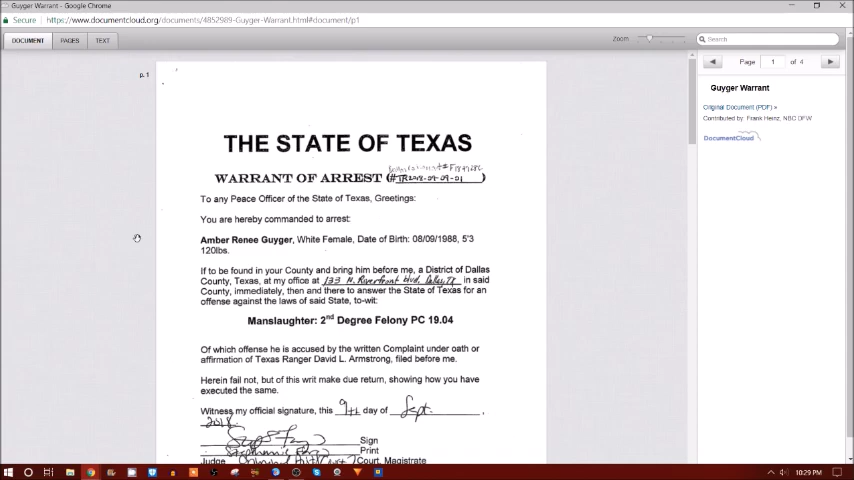 Guyger Warrant - Google Chrome
Secure https://www.documentcloud.org/documents/4852989-Guyger-Warrant.html#document/p1
DOCUMENT PAGES TEXT
Zoom
Search
Page 1 of 4
Guyger Warrant
Original Document (PDF) »
Contributed by: Frank Heinz, NBC DFW
DocumentCloud
p. 1
THE STATE OF TEXAS
WARRANT OF ARREST (#TR2018-09-09-01)
To any Peace Officer of the State of Texas, Greetings:
You are hereby commanded to arrest:
Amber Renee Guyger, White Female, Date of Birth: 08/09/1988, 5'3
120lbs.
If to be found in your County and bring him before me, a District of Dallas
County, Texas, at my office at 133 N. Riverfront Blvd. Dallas, TX in said
County, immediately, then and there to answer the State of Texas for an
offense against the laws of said State, to-wit:
Manslaughter: 2nd Degree Felony PC 19.04
Of which offense he is accused by the written Complaint under oath or
affirmation of Texas Ranger David L. Armstrong, filed before me.
Herein fail not, but of this writ make due return, showing how you have
executed the same.
Witness my official signature, this 9th day of Sept.,
2018.
Sign
Print
Judge Court, Magistrate
10:29 PM